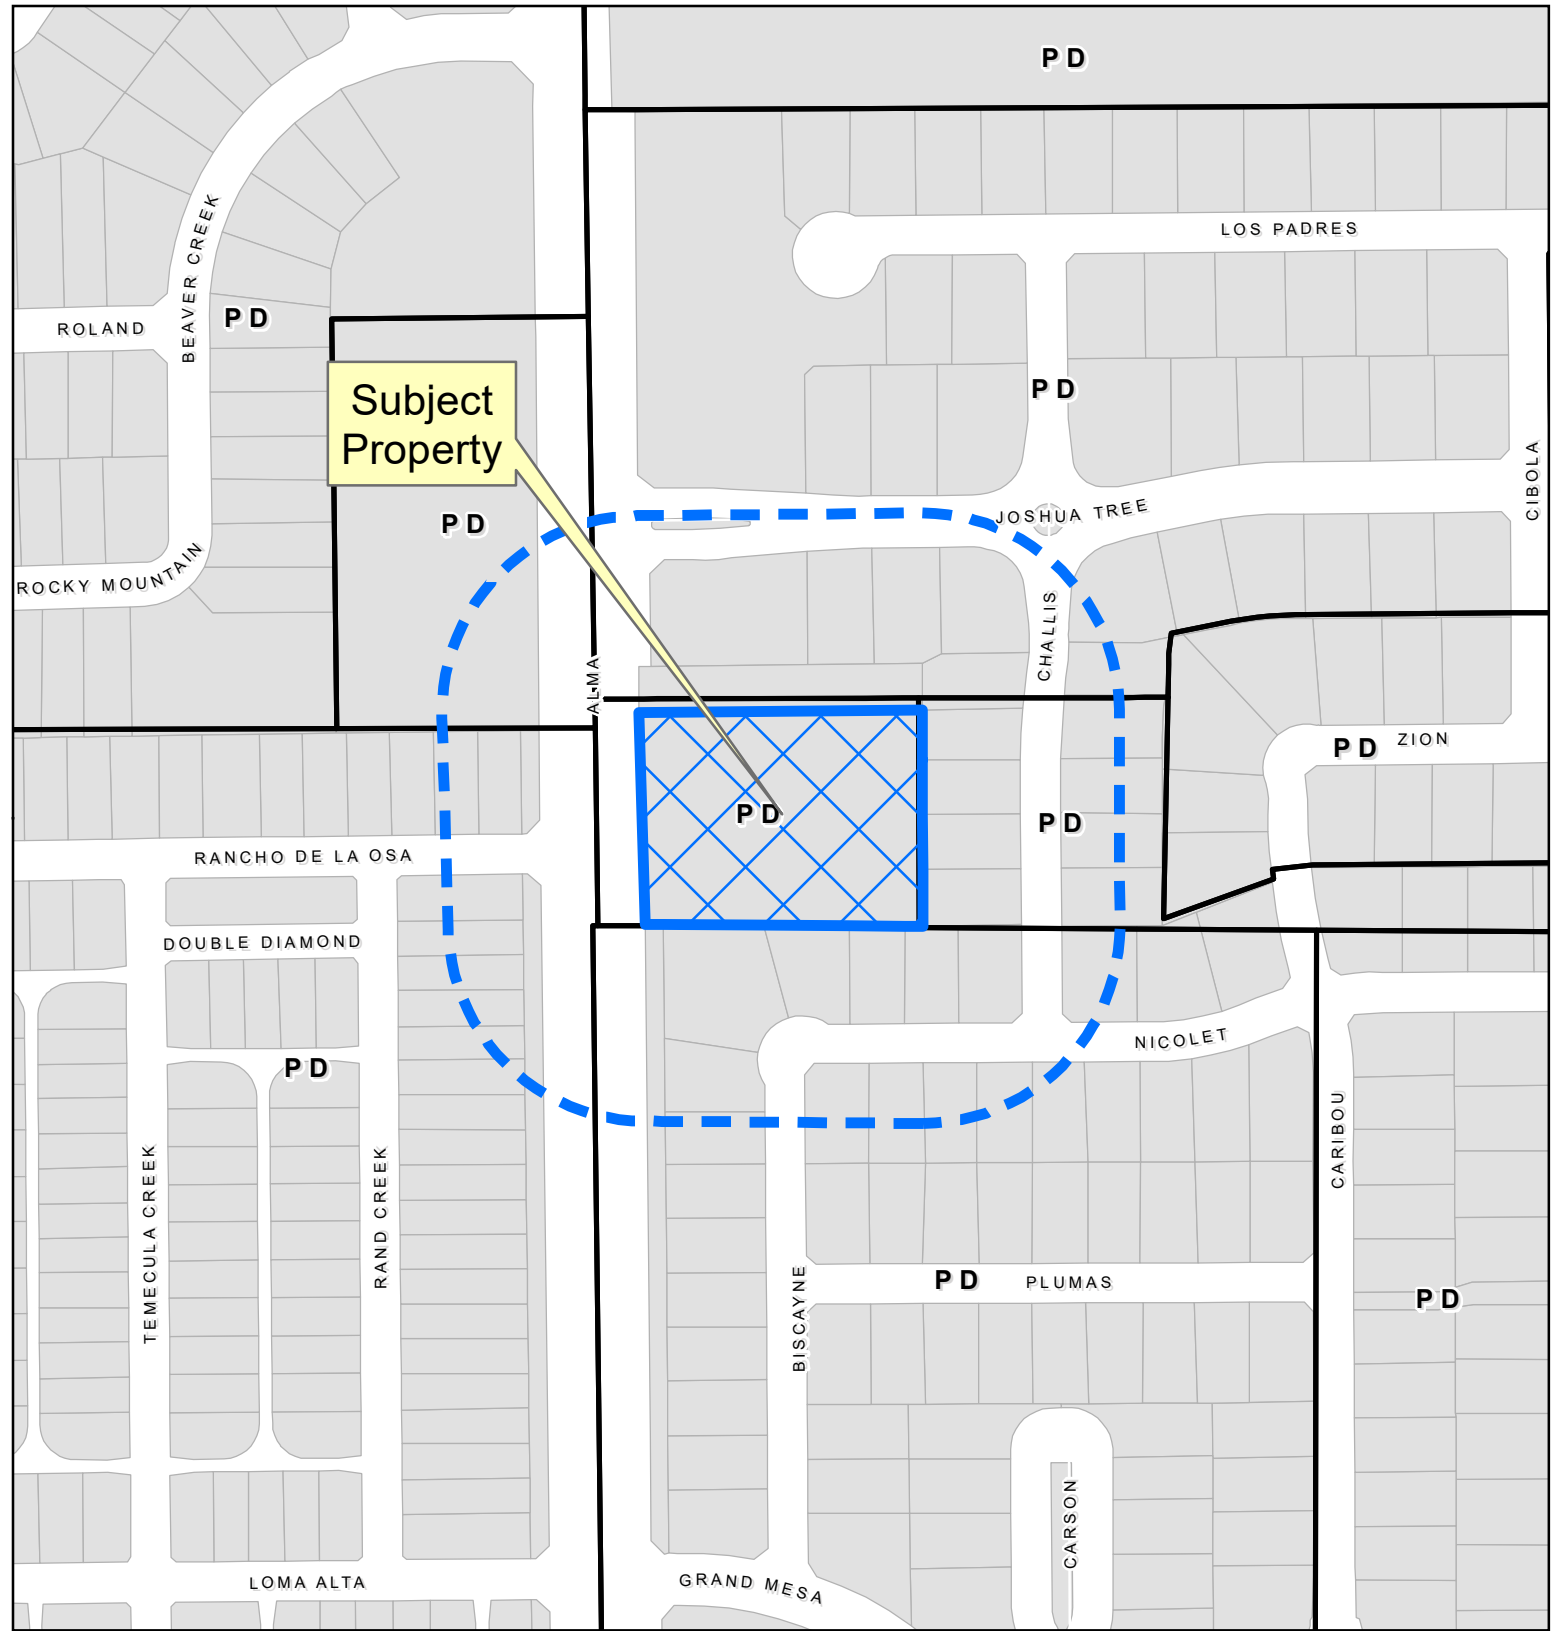 PD
LOS PADRES
BEAVER CREEK
PD
ROLAND
Subject
Property
PD
CIBOLA
PD
JOSHUA TREE
ROCKY MOUNTAIN
CHALLIS
ALMA
PD
ZION
PD
PD
RANCHO DE LA OSA
DOUBLE DIAMOND
NICOLET
PD
CARIBOU
TEMECULA CREEK
RAND CREEK
BISCAYNE
PD
PLUMAS
PD
CARSON
LOMA ALTA
GRAND MESA